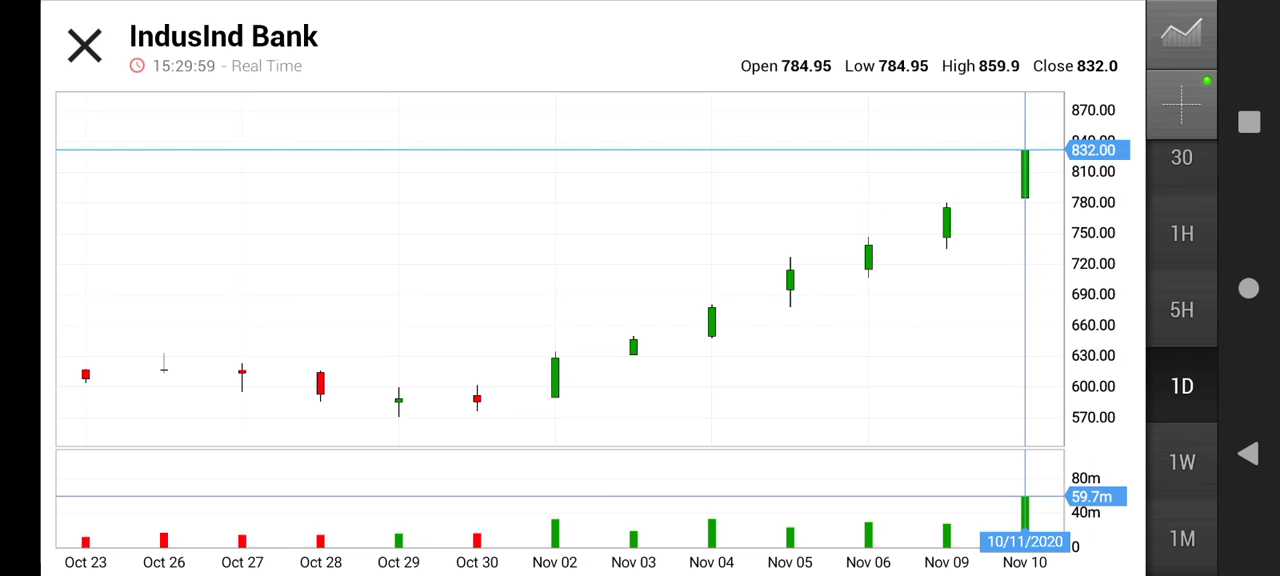 IndusInd Bank
15:29:59 - Real Time
Open 784.95 Low 784.95 High 859.9 Close 832.0
870.00
840.00
832.00
810.00
780.00
750.00
720.00
690.00
660.00
630.00
600.00
570.00
80m
59.7m
40m
0
10/11/2020
Oct 23 Oct 26 Oct 27 Oct 28 Oct 29 Oct 30 Nov 02 Nov 03 Nov 04 Nov 05 Nov 06 Nov 09 Nov 10
30
1H
5H
1D
1W
1M